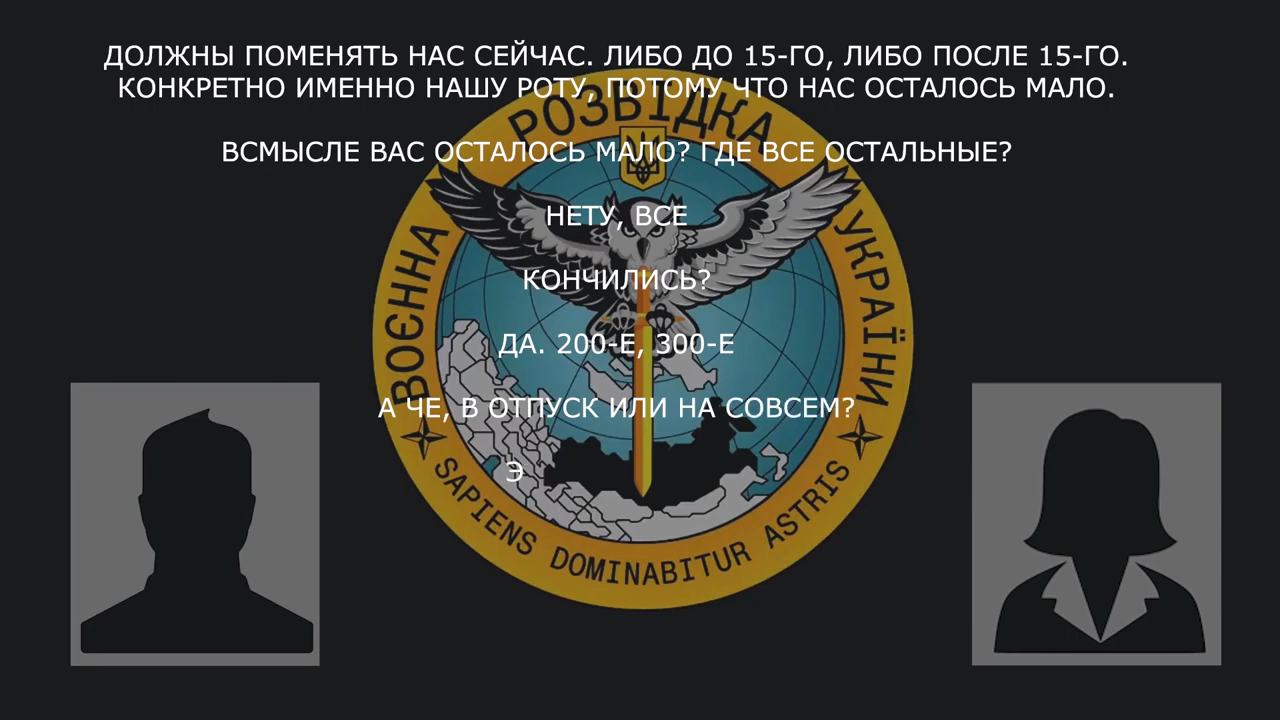 ДОЛЖНЫ ПОМЕНЯТЬ НАС СЕЙЧАС. ЛИБО ДО 15-ГО, ЛИБО ПОСЛЕ 15-ГО.
КОНКРЕТНО ИМЕННО НАШУ РОТУ, ПОТОМУ ЧТО НАС ОСТАЛОСЬ МАЛО.
ВСМЫСЛЕ ВАС ОСТАЛОСЬ МАЛО? ГДЕ ВСЕ ОСТАЛЬНЫЕ?
НЕТУ, ВСЕ
КОНЧИЛИСЬ?
ДА. 200-Е, 300-Е
А ЧЕ, В ОТПУСК ИЛИ НА СОВСЕМ?
Э
ВОЄННА РОЗВІДКА УКРАЇНИ
SAPIENS DOMINABITUR ASTRIS